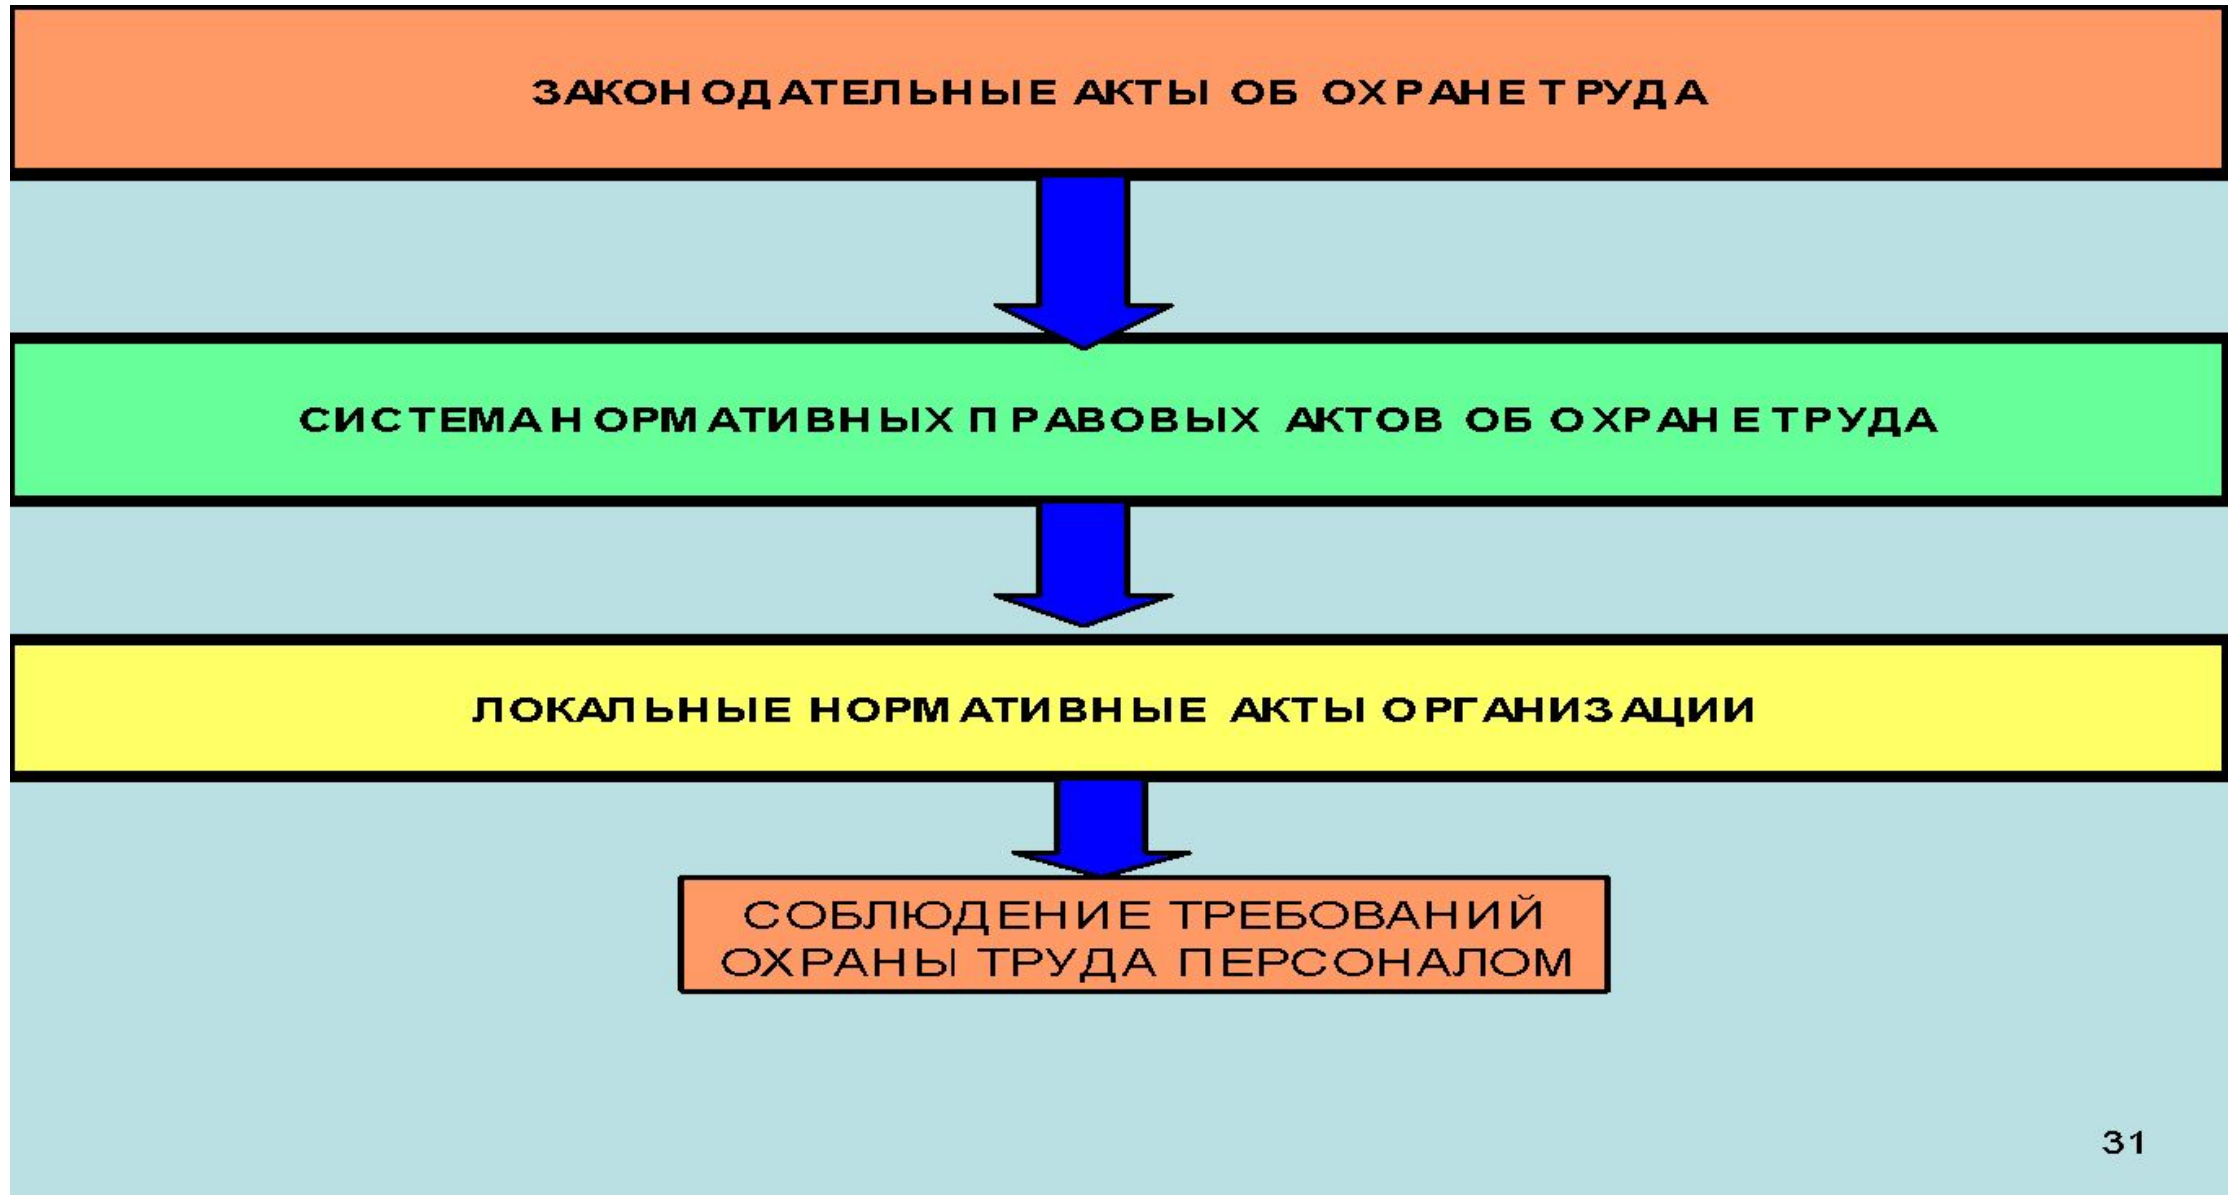 ЗАКОНОДАТЕЛЬНЫЕ АКТЫ ОБ ОХРАНЕ ТРУДА
СИСТЕМА НОРМАТИВНЫХ ПРАВОВЫХ АКТОВ ОБ ОХРАНЕ ТРУДА
ЛОКАЛЬНЫЕ НОРМАТИВНЫЕ АКТЫ ОРГАНИЗАЦИИ
СОБЛЮДЕНИЕ ТРЕБОВАНИЙ
ОХРАНЫ ТРУДА ПЕРСОНАЛОМ
31